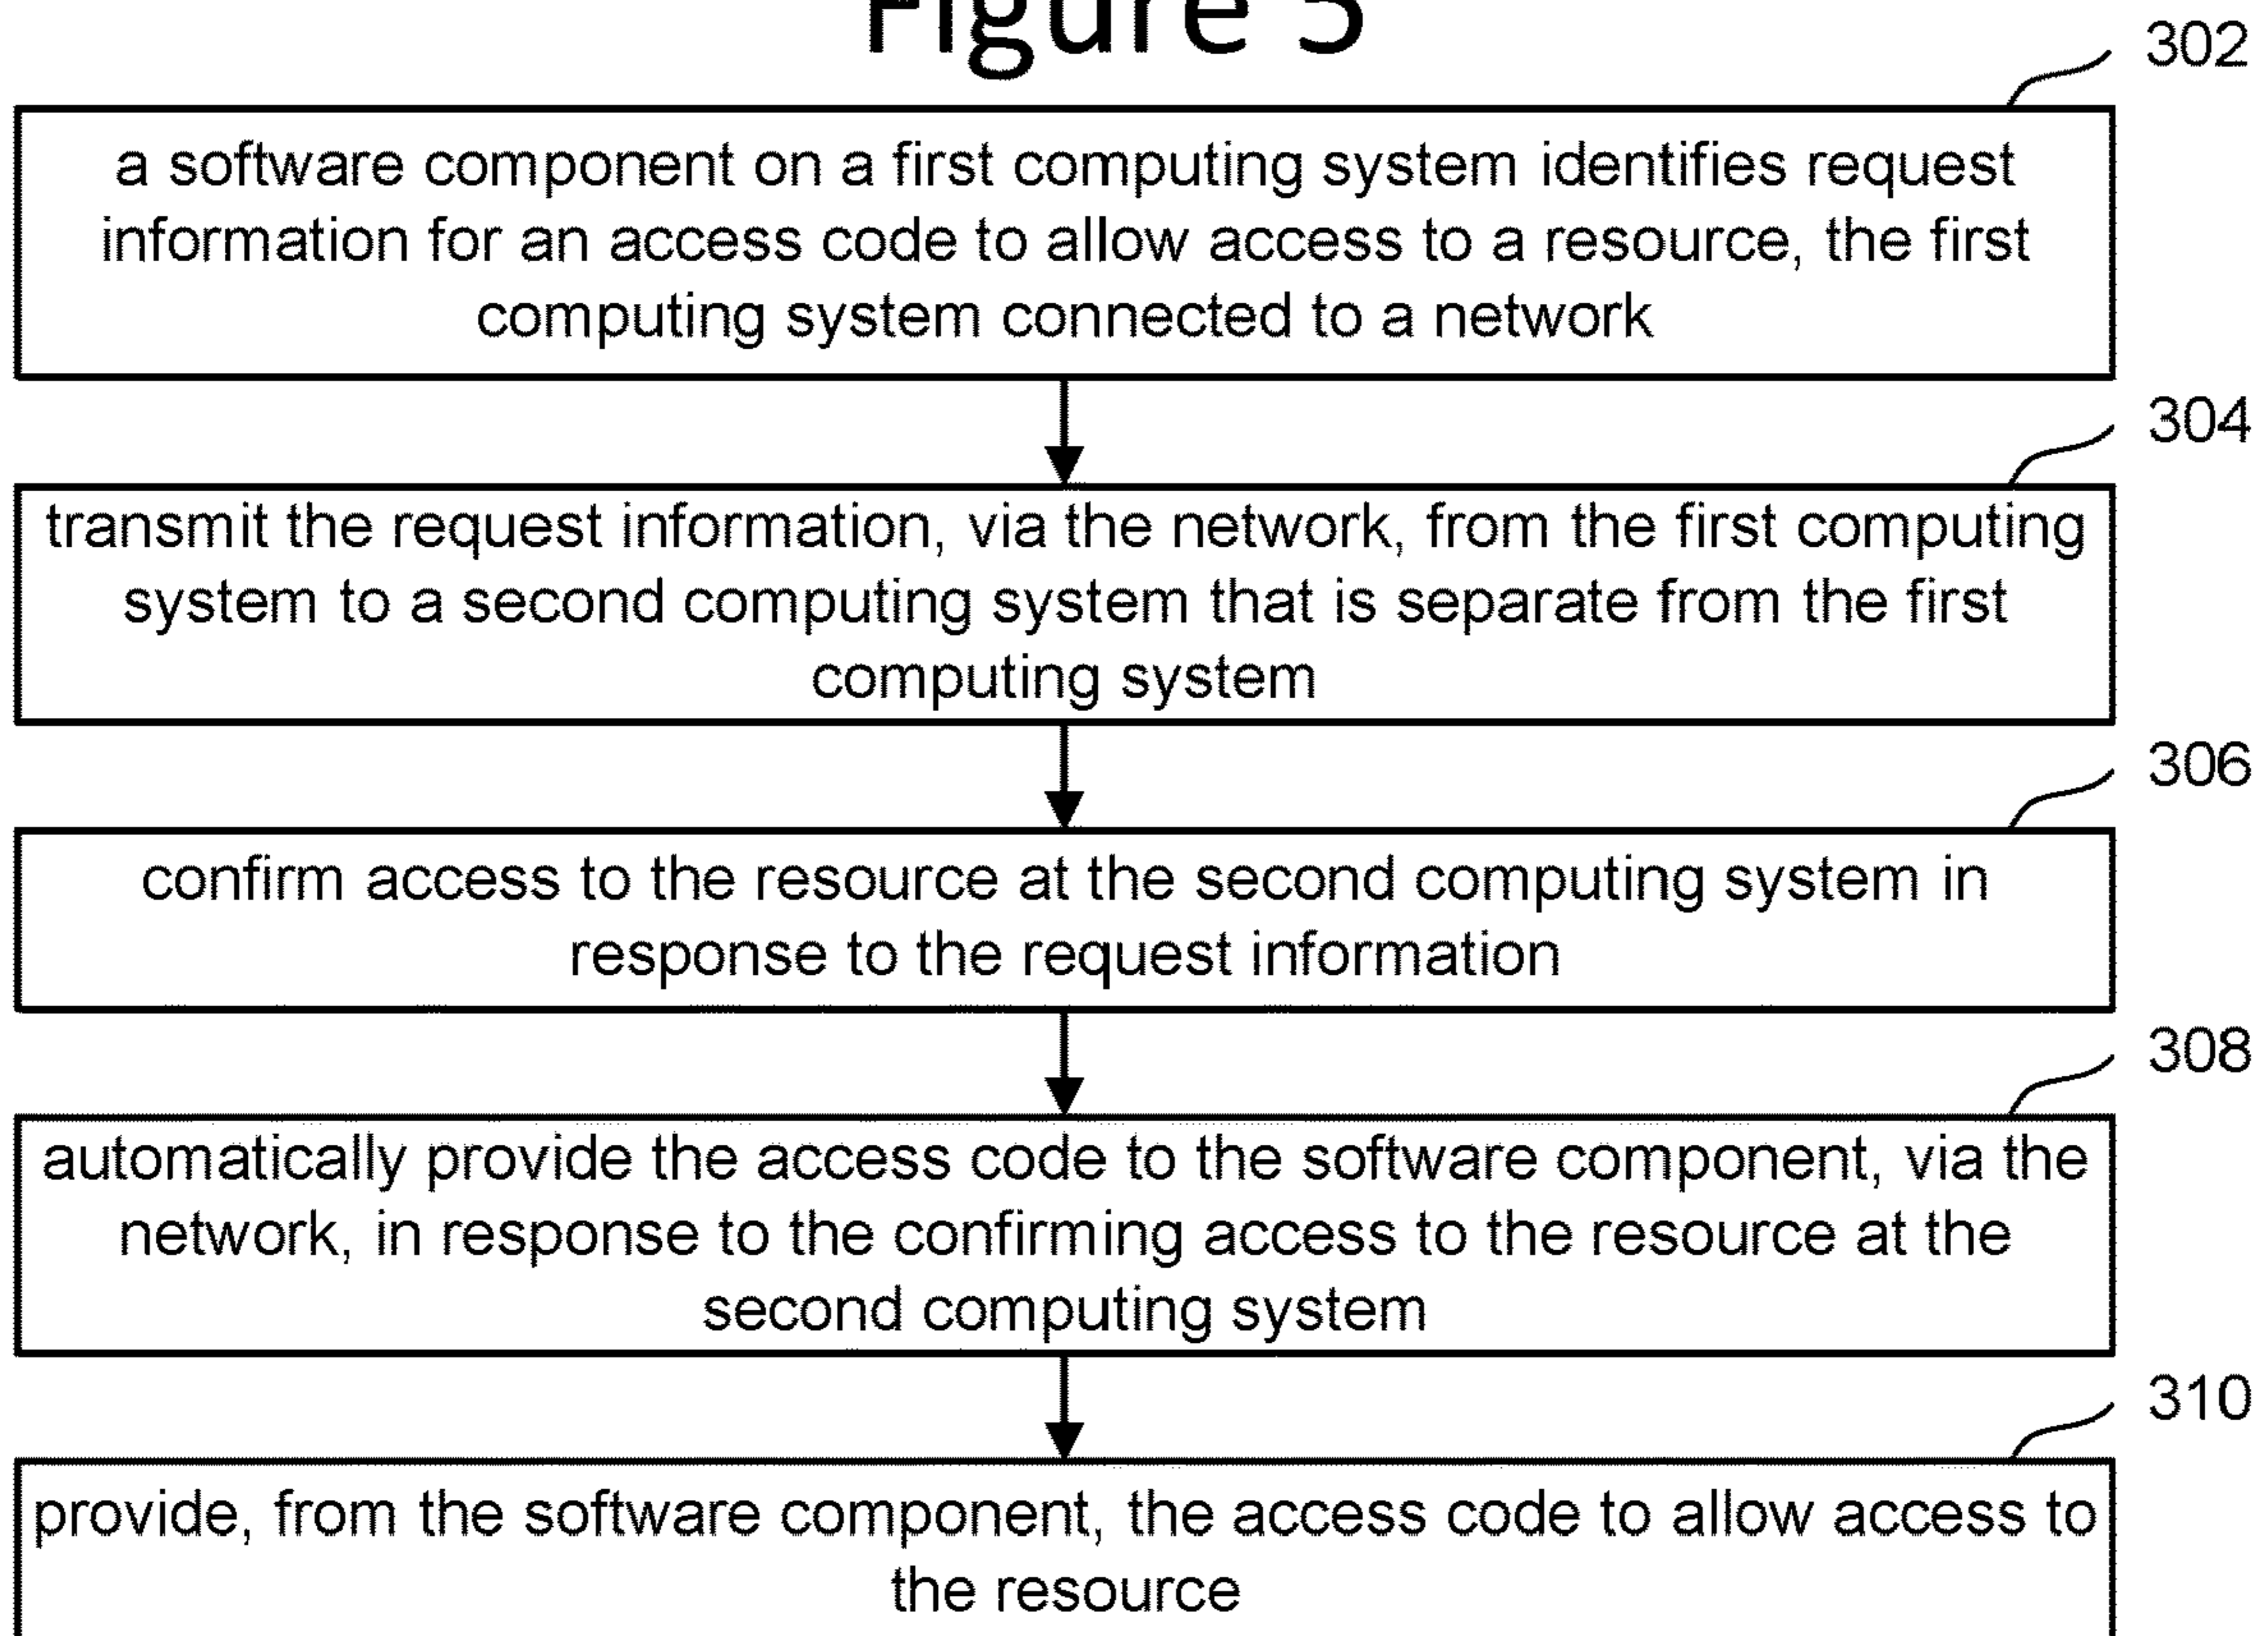 Figure 3
302
a software component on a first computing system identifies request
information for an access code to allow access to a resource, the first
computing system connected to a network
304
transmit the request information, via the network, from the first computing
system to a second computing system that is separate from the first
computing system
306
confirm access to the resource at the second computing system in
response to the request information
308
automatically provide the access code to the software component, via the
network, in response to the confirming access to the resource at the
second computing system
310
provide, from the software component, the access code to allow access to
the resource